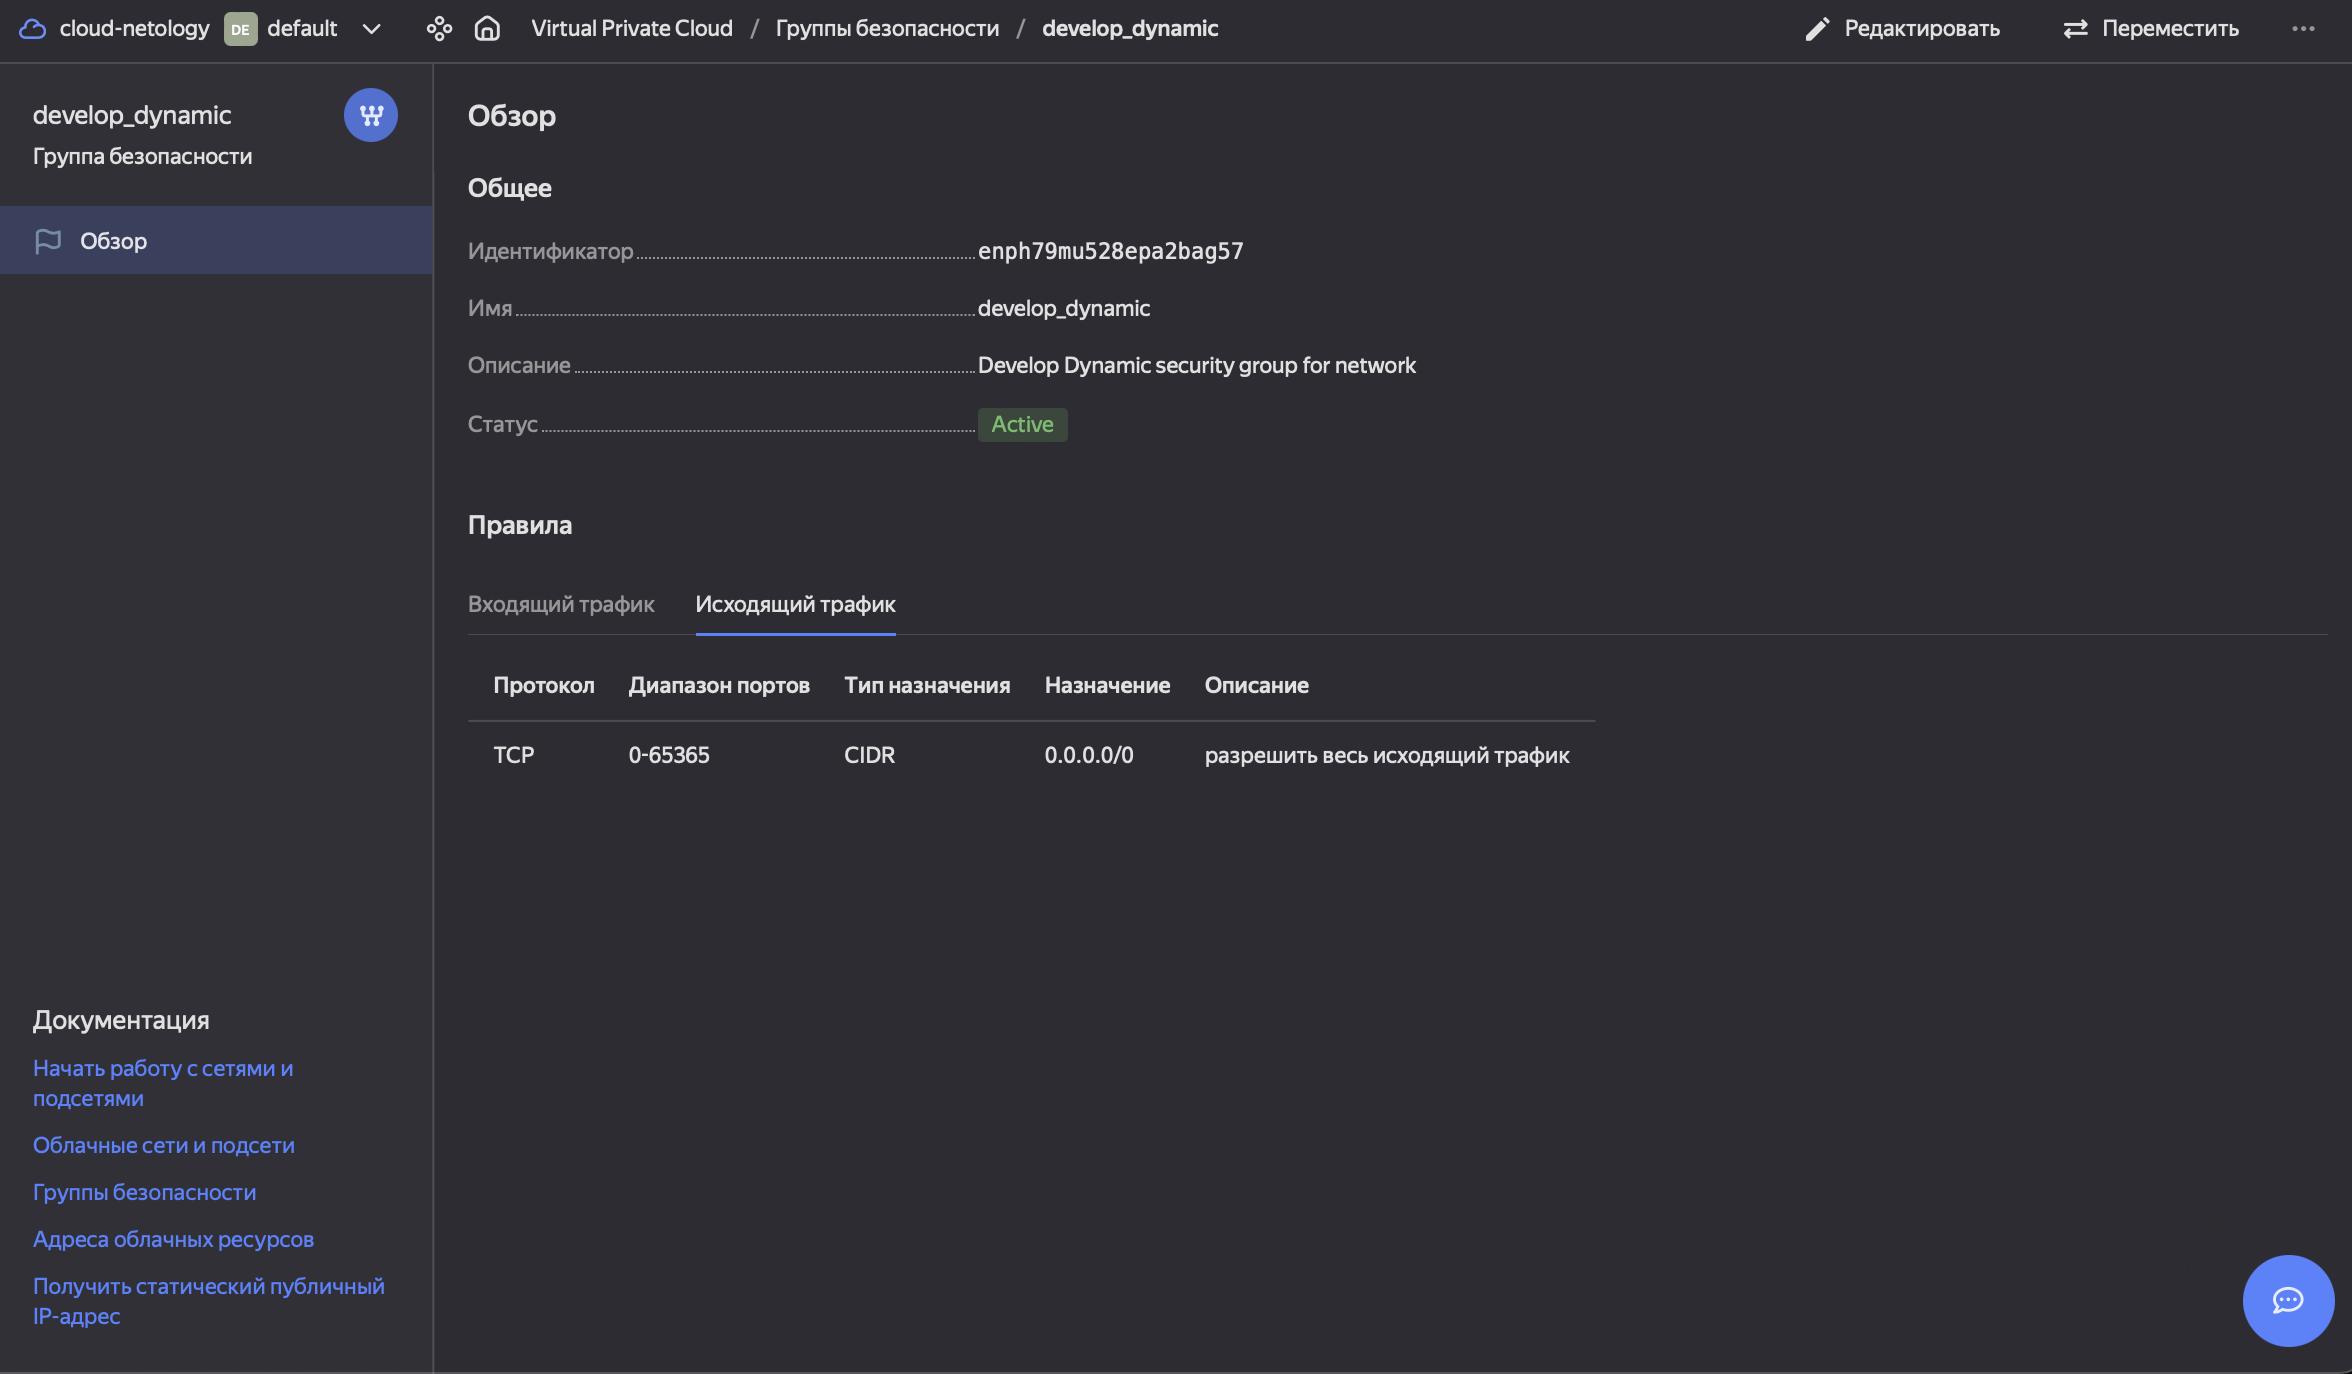 cloud-netology DE default Virtual Private Cloud / Группы безопасности / develop_dynamic Редактировать Переместить
develop_dynamic
Группа безопасности
Обзор
Документация
Начать работу с сетями и
подсетями
Облачные сети и подсети
Группы безопасности
Адреса облачных ресурсов
Получить статический публичный
IP-адрес
Обзор
Общее
Идентификатор enph79mu528epa2bag57
Имя develop_dynamic
Описание Develop Dynamic security group for network
Статус Active
Правила
Входящий трафик Исходящий трафик
Протокол Диапазон портов Тип назначения Назначение Описание
TCP 0-65365 CIDR 0.0.0.0/0 разрешить весь исходящий трафик